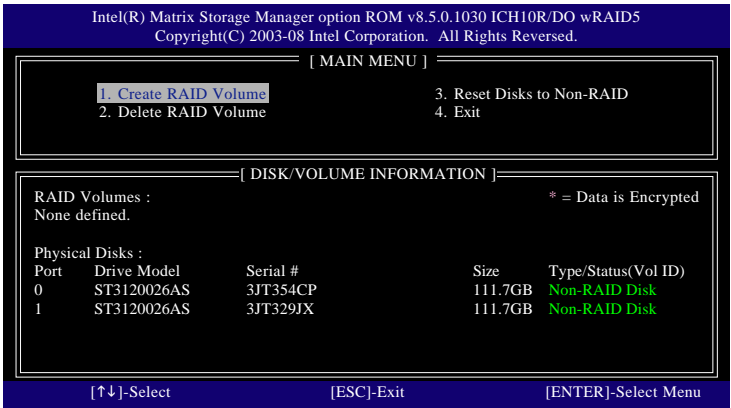 Intel(R) Matrix Storage Manager option ROM v8.5.0.1030 ICH10R/DO wRAID5
Copyright(C) 2003-08 Intel Corporation. All Rights Reversed.
[ MAIN MENU ]
1. Create RAID Volume 3. Reset Disks to Non-RAID
2. Delete RAID Volume 4. Exit
[ DISK/VOLUME INFORMATION ]
RAID Volumes : * = Data is Encrypted
None defined.
Physical Disks :
Port Drive Model Serial # Size Type/Status(Vol ID)
0 ST3120026AS 3JT354CP 111.7GB Non-RAID Disk
1 ST3120026AS 3JT329JX 111.7GB Non-RAID Disk
[↑↓]-Select [ESC]-Exit [ENTER]-Select Menu